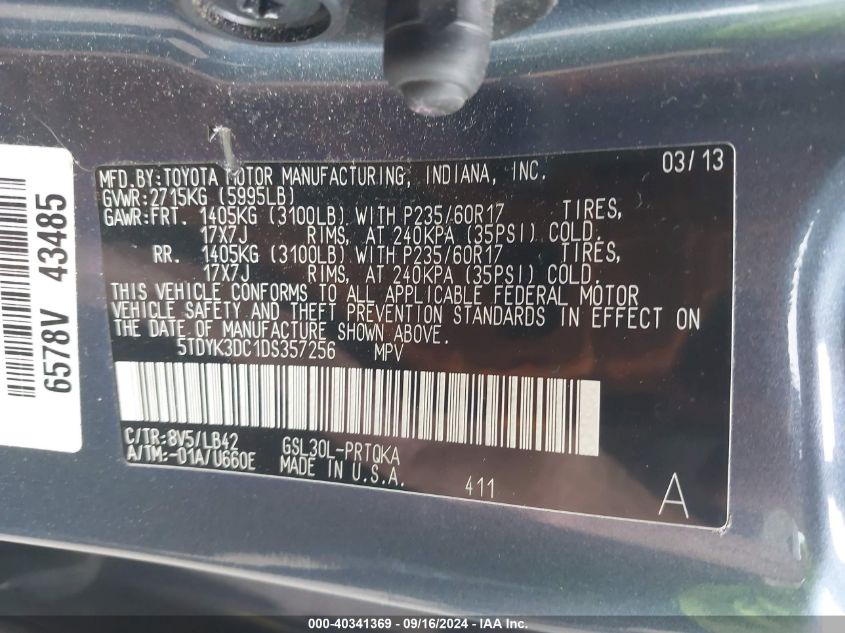 MFD.BY:TOYOTA MOTOR MANUFACTURING, INDIANA, INC. 03/13
GVWR:2715KG (5995LB)
GAWR:FRT. 1405KG (3100LB) WITH P235/60R17 TIRES,
17X7J RIMS, AT 240KPA (35PSI) COLD.
RR. 1405KG (3100LB) WITH P235/60R17 TIRES,
17X7J RIMS, AT 240KPA (35PSI) COLD.
THIS VEHICLE CONFORMS TO ALL APPLICABLE FEDERAL MOTOR
VEHICLE SAFETY AND THEFT PREVENTION STANDARDS IN EFFECT ON
THE DATE OF MANUFACTURE SHOWN ABOVE.
5TDYK3DC1DS357256 MPV
C/TR:8V5/LB42 GSL30L-PRTQKA
A/TM:-01A/U660E MADE IN U.S.A.
411 A
6578V 43485
000-40341369 - 09/16/2024 - IAAI.com